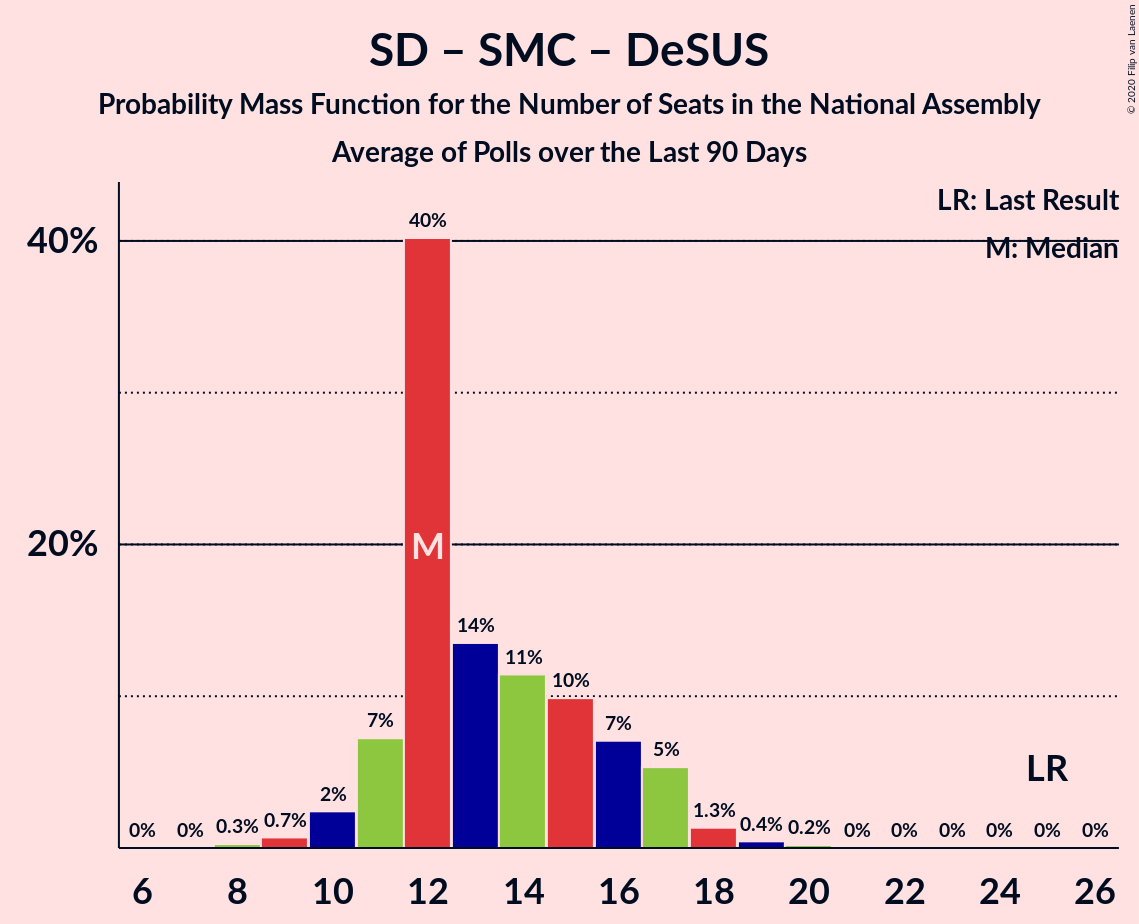 SD – SMC – DeSUS
Probability Mass Function for the Number of Seats in the National Assembly
Average of Polls over the Last 90 Days
© 2020 Filip van Laenen
LR: Last Result
M: Median
40%
20%
0% 0% 0.3% 0.7% 2% 7% 40% 14% 11% 10% 7% 5% 1.3% 0.4% 0.2% 0% 0% 0% 0% 0% 0%
M
LR
6 8 10 12 14 16 18 20 22 24 26